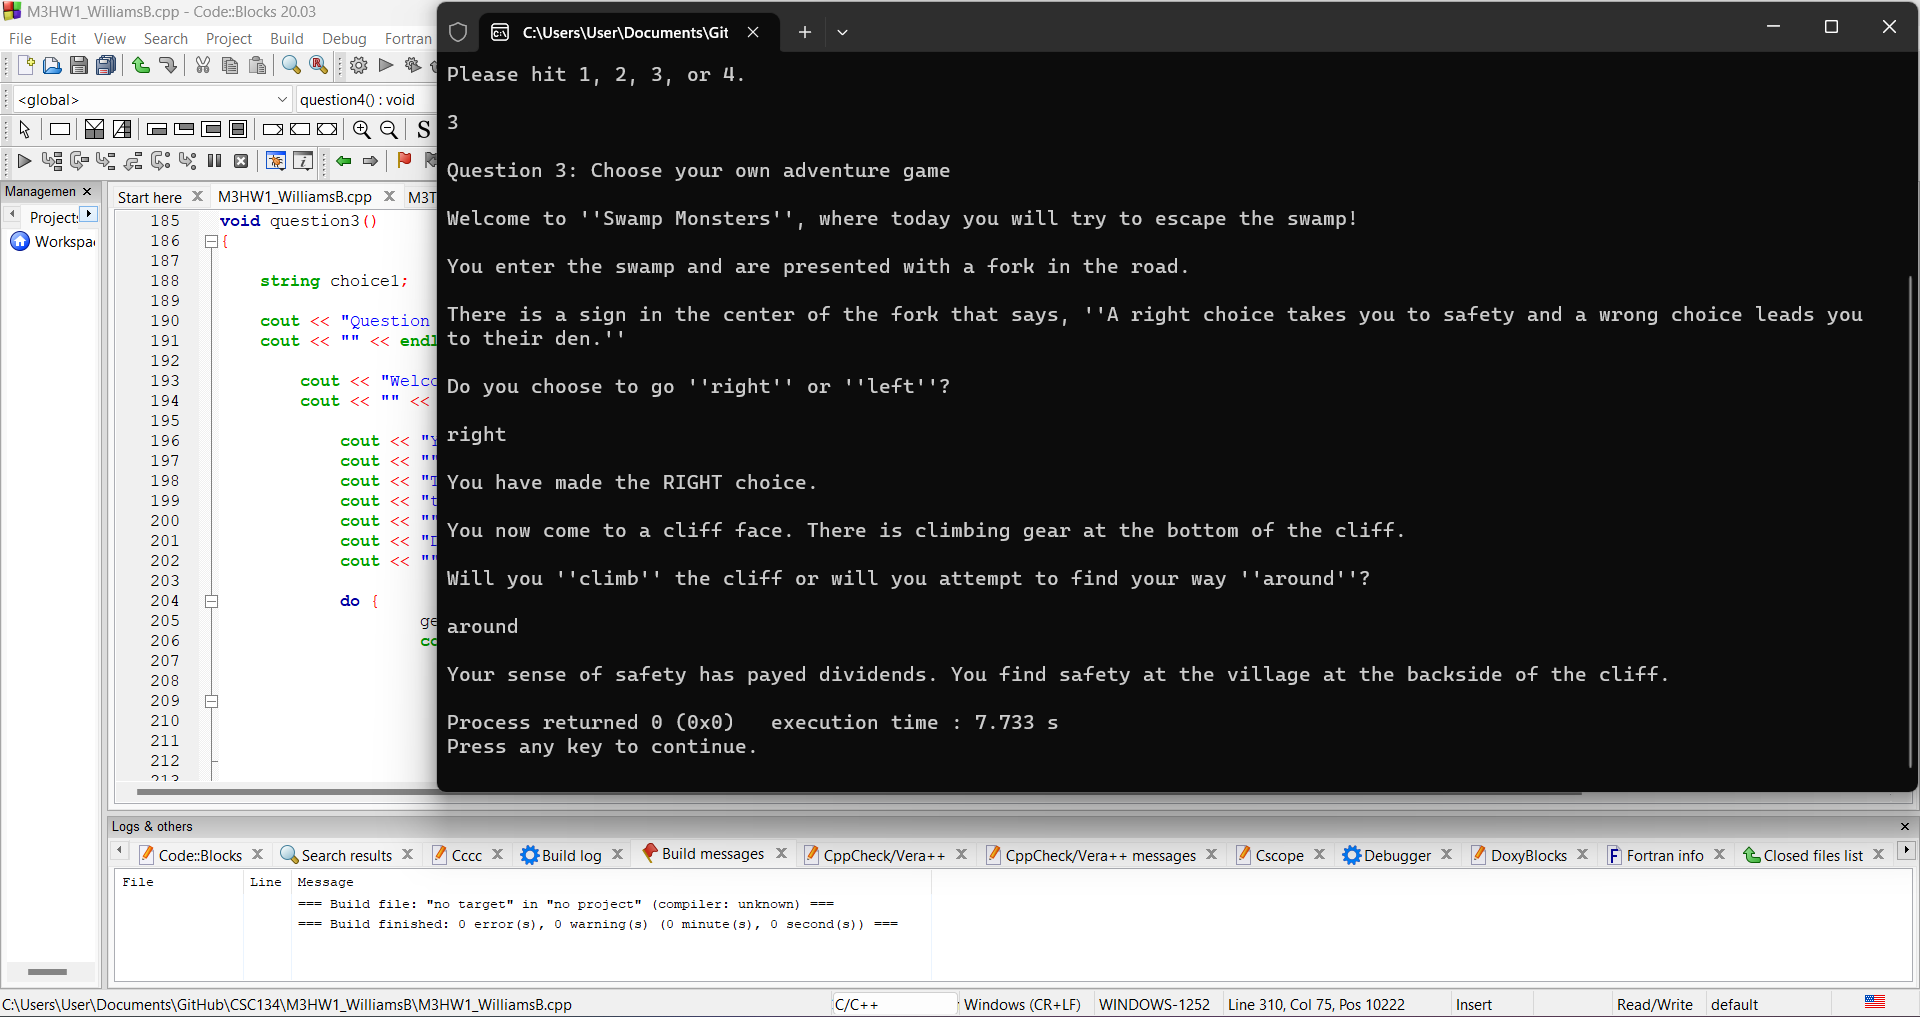 M3HW1_WilliamsB.cpp - Code::Blocks 20.03
File Edit View Search Project Build Debug Fortran
<global> question4() : void
S
Managemen
Projects
Workspa
Start here M3HW1_WilliamsB.cpp M3T
185 void question3()
186 {
187
188 string choice1;
189
190 cout << "Question
191 cout << "" << endl
192
193 cout << "Welco
194 cout << "" <<
195
196 cout << "Y
197 cout << ""
198 cout << "T
199 cout << "t
200 cout << ""
201 cout << "D
202 cout << ""
203
204 do {
205 ge
206 co
207
208
209
210
211
212
213
C:\Users\User\Documents\Git
Please hit 1, 2, 3, or 4.
3
Question 3: Choose your own adventure game
Welcome to ''Swamp Monsters'', where today you will try to escape the swamp!
You enter the swamp and are presented with a fork in the road.
There is a sign in the center of the fork that says, ''A right choice takes you to safety and a wrong choice leads you
to their den.''
Do you choose to go ''right'' or ''left''?
right
You have made the RIGHT choice.
You now come to a cliff face. There is climbing gear at the bottom of the cliff.
Will you ''climb'' the cliff or will you attempt to find your way ''around''?
around
Your sense of safety has payed dividends. You find safety at the village at the backside of the cliff.
Process returned 0 (0x0)   execution time : 7.733 s
Press any key to continue.
Logs & others
Code::Blocks Search results Cccc Build log Build messages CppCheck/Vera++ CppCheck/Vera++ messages Cscope Debugger DoxyBlocks Fortran info Closed files list
File Line Message
=== Build file: "no target" in "no project" (compiler: unknown) ===
=== Build finished: 0 error(s), 0 warning(s) (0 minute(s), 0 second(s)) ===
C:\Users\User\Documents\GitHub\CSC134\M3HW1_WilliamsB\M3HW1_WilliamsB.cpp C/C++ Windows (CR+LF) WINDOWS-1252 Line 310, Col 75, Pos 10222 Insert Read/Write default